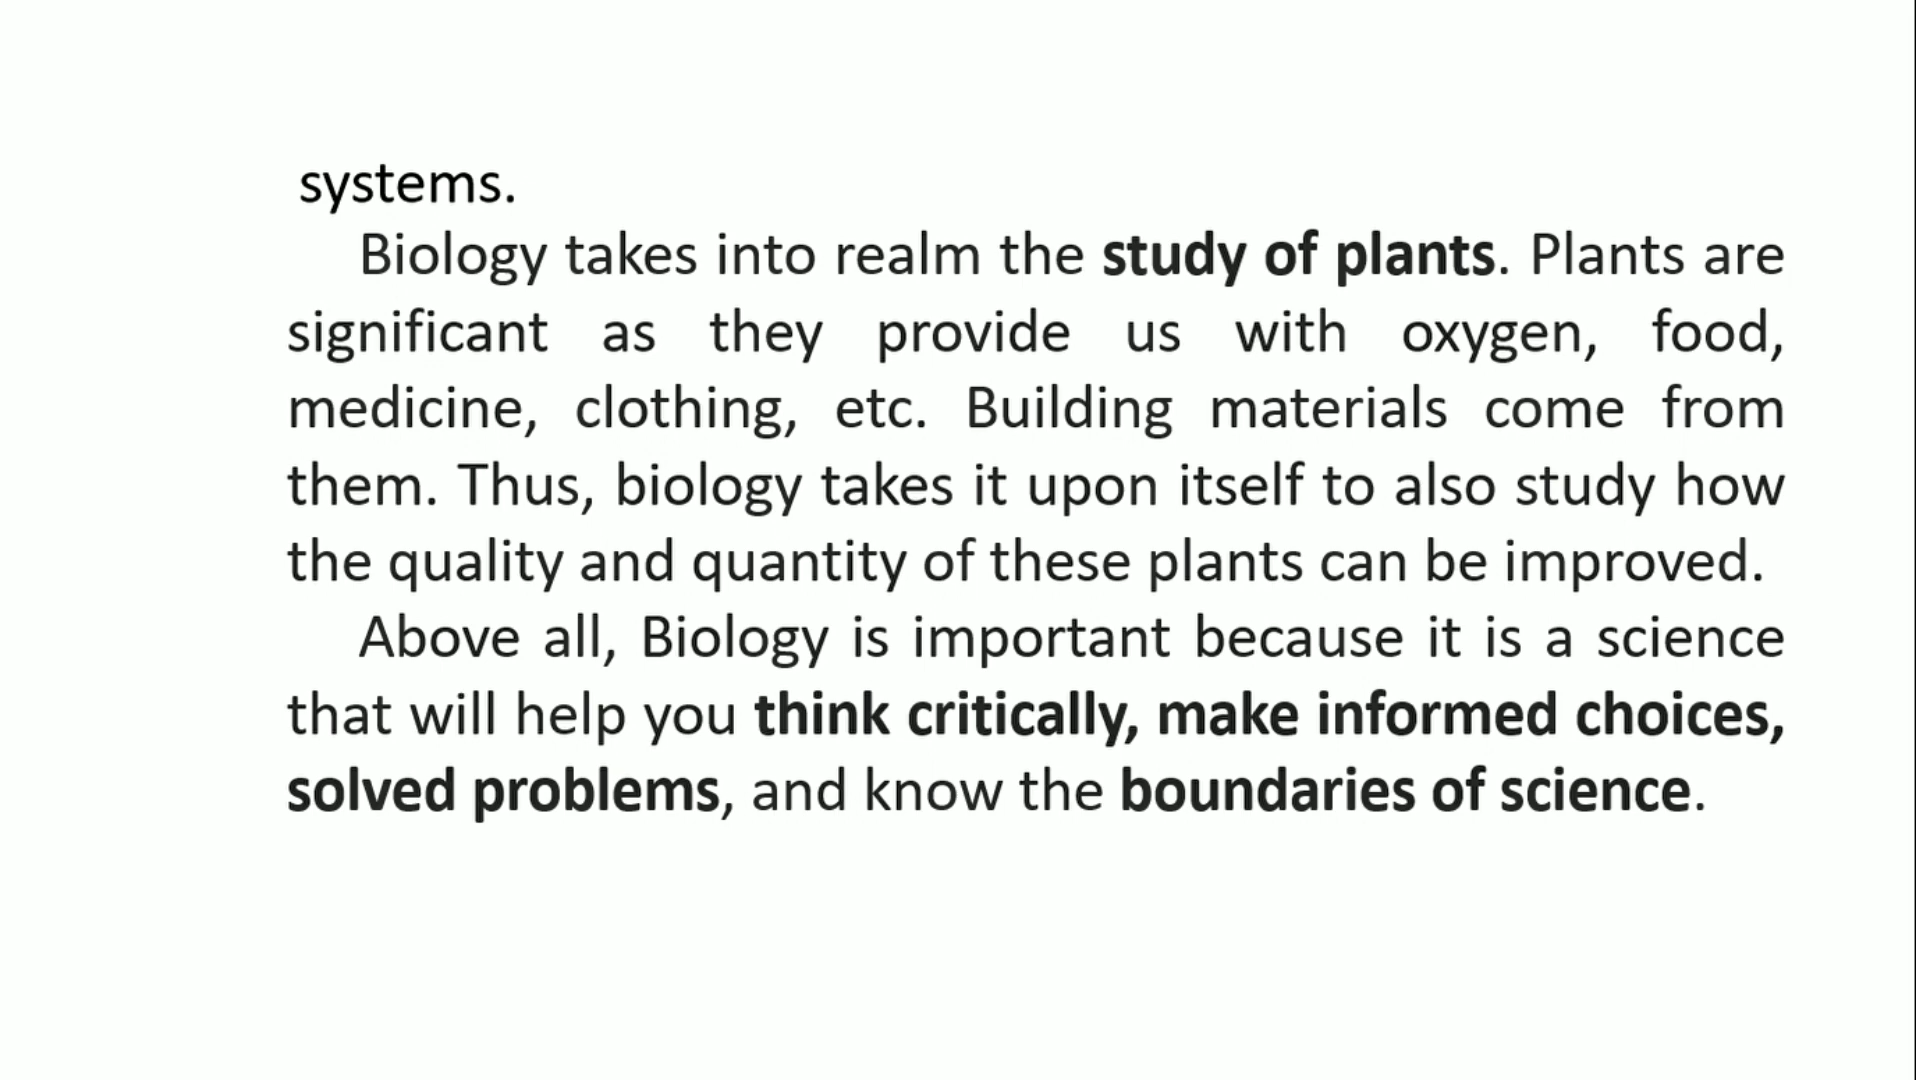 systems.
Biology takes into realm the study of plants. Plants are
significant as they provide us with oxygen, food,
medicine, clothing, etc. Building materials come from
them. Thus, biology takes it upon itself to also study how
the quality and quantity of these plants can be improved.
Above all, Biology is important because it is a science
that will help you think critically, make informed choices,
solved problems, and know the boundaries of science.